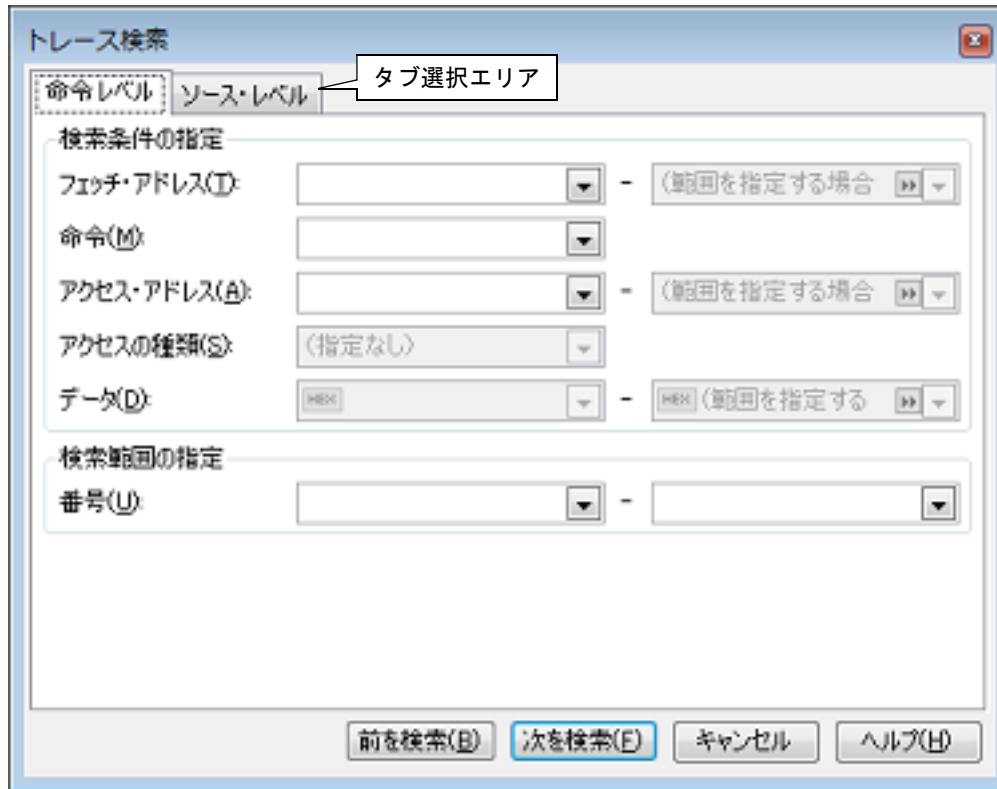 トレース検索
命令レベル ソース・レベル タブ選択エリア
検索条件の指定
フェッチ・アドレス(T): - (範囲を指定する場合
命令(M):
アクセス・アドレス(A): - (範囲を指定する場合
アクセスの種類(S): (指定なし)
データ(D): HEX - HEX (範囲を指定する
検索範囲の指定
番号(U): -
前を検索(B) 次を検索(F) キャンセル ヘルプ(H)